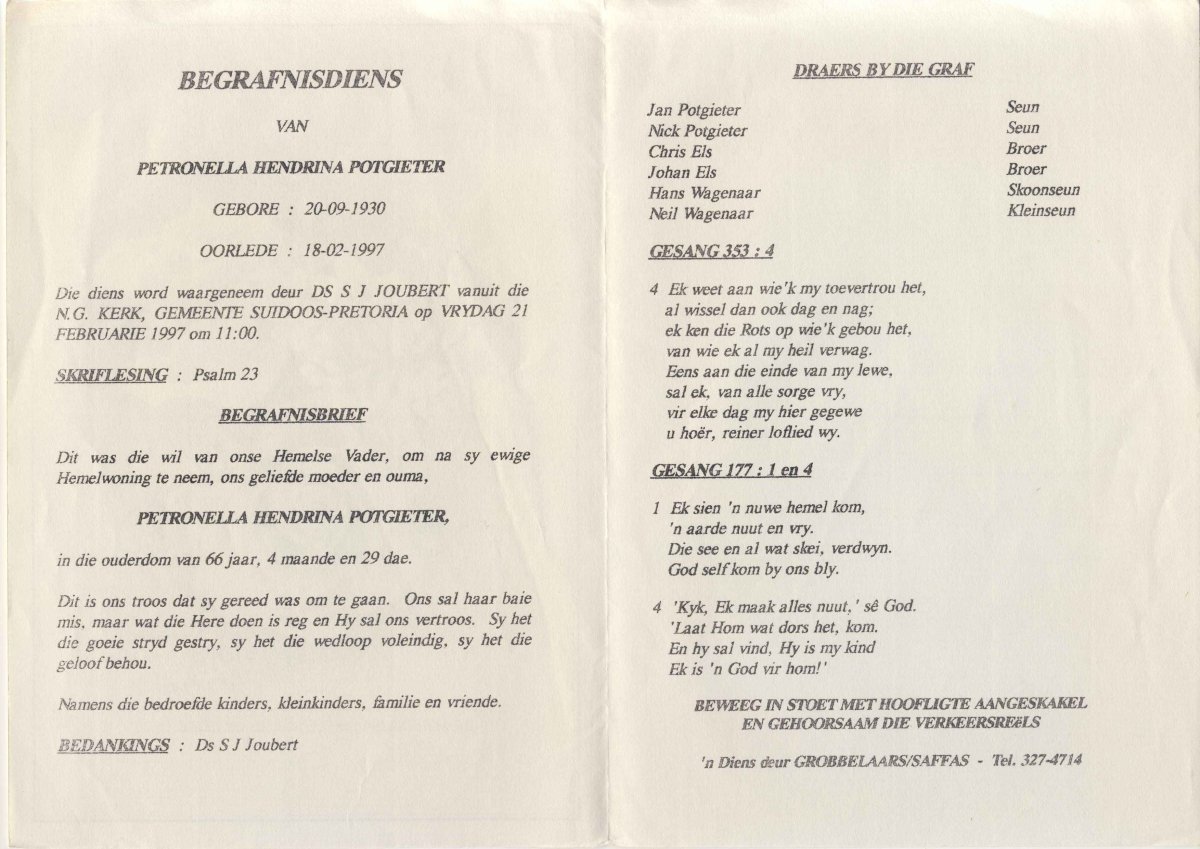 BEGRAFNISDIENS
VAN
PETRONELLA HENDRINA POTGIETER
GEBORE : 20-09-1930
OORLEDE : 18-02-1997
Die diens word waargeneem deur DS S J JOUBERT vanuit die
N.G. KERK, GEMEENTE SUIDOOS-PRETORIA op VRYDAG 21
FEBRUARIE 1997 om 11:00.
SKRIFLESING : Psalm 23
BEGRAFNISBRIEF
Dit was die wil van onse Hemelse Vader, om na sy ewige
Hemelwoning te neem, ons geliefde moeder en ouma,
PETRONELLA HENDRINA POTGIETER,
in die ouderdom van 66 jaar, 4 maande en 29 dae.
Dit is ons troos dat sy gereed was om te gaan. Ons sal haar baie
mis, maar wat die Here doen is reg en Hy sal ons vertroos. Sy het
die goeie stryd gestry, sy het die wedloop voleindig, sy het die
geloof behou.
Namens die bedroefde kinders, kleinkinders, familie en vriende.
BEDANKINGS : Ds S J Joubert
DRAERS BY DIE GRAF
Jan Potgieter Seun
Nick Potgieter Seun
Chris Els Broer
Johan Els Broer
Hans Wagenaar Skoonseun
Neil Wagenaar Kleinseun
GESANG 353 : 4
4 Ek weet aan wie'k my toevertrou het,
al wissel dan ook dag en nag;
ek ken die Rots op wie'k gebou het,
van wie ek al my heil verwag.
Eens aan die einde van my lewe,
sal ek, van alle sorge vry,
vir elke dag my hier gegewe
u hoër, reiner loflied wy.
GESANG 177 : 1 en 4
1 Ek sien 'n nuwe hemel kom,
'n aarde nuut en vry.
Die see en al wat skei, verdwyn.
God self kom by ons bly.
4 'Kyk, Ek maak alles nuut,' sê God.
'Laat Hom wat dors het, kom.
En hy sal vind, Hy is my kind
Ek is 'n God vir hom!'
BEWEEG IN STOET MET HOOFLIGTE AANGESKAKEL
EN GEHOORSAAM DIE VERKEERSREëLS
'n Diens deur GROBBELAARS/SAFFAS - Tel. 327-4714